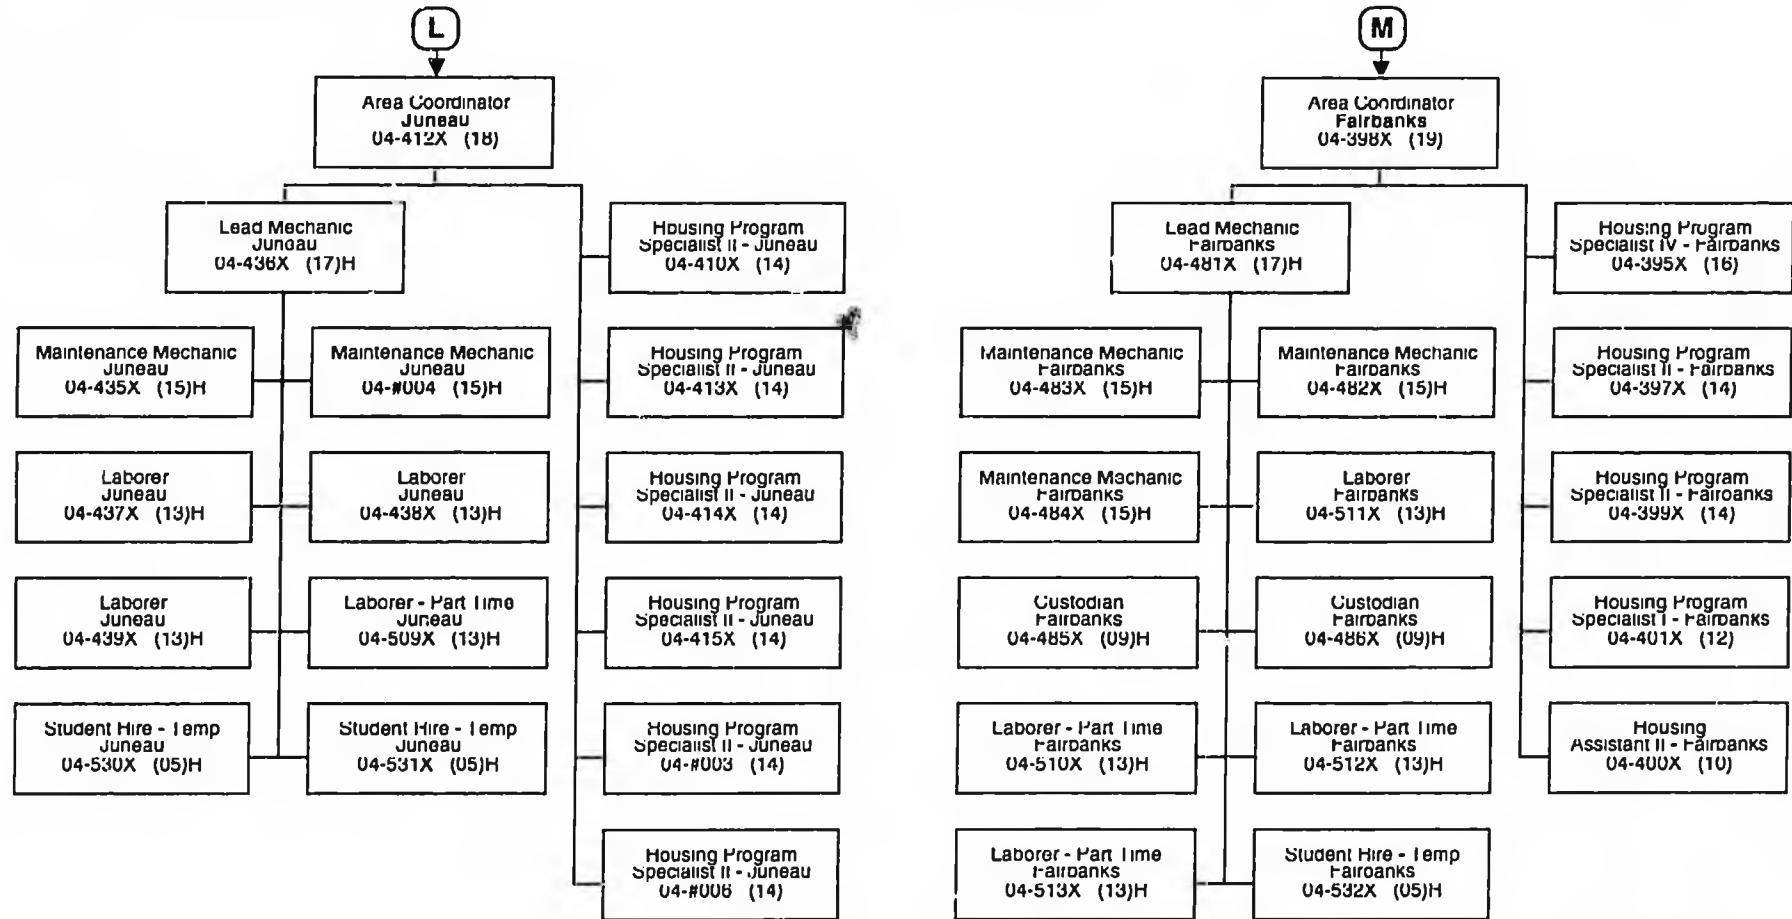 L
Area Coordinator
Juneau
04-412X (18)
Lead Mechanic
Juneau
04-436X (17)H
Housing Program
Specialist II - Juneau
04-410X (14)
Maintenance Mechanic
Juneau
04-435X (15)H
Maintenance Mechanic
Juneau
04-#004 (15)H
Housing Program
Specialist II - Juneau
04-413X (14)
Laborer
Juneau
04-437X (13)H
Laborer
Juneau
04-438X (13)H
Housing Program
Specialist II - Juneau
04-414X (14)
Laborer
Juneau
04-439X (13)H
Laborer - Part Time
Juneau
04-509X (13)H
Housing Program
Specialist II - Juneau
04-415X (14)
Student Hire - Temp
Juneau
04-530X (05)H
Student Hire - Temp
Juneau
04-531X (05)H
Housing Program
Specialist II - Juneau
04-#003 (14)
Housing Program
Specialist II - Juneau
04-#006 (14)
M
Area Coordinator
Fairbanks
04-398X (19)
Lead Mechanic
Fairbanks
04-481X (17)H
Housing Program
Specialist IV - Fairbanks
04-395X (16)
Maintenance Mechanic
Fairbanks
04-483X (15)H
Maintenance Mechanic
Fairbanks
04-482X (15)H
Housing Program
Specialist II - Fairbanks
04-397X (14)
Maintenance Mechanic
Fairbanks
04-484X (15)H
Laborer
Fairbanks
04-511X (13)H
Housing Program
Specialist II - Fairbanks
04-399X (14)
Custodian
Fairbanks
04-485X (09)H
Custodian
Fairbanks
04-486X (09)H
Housing Program
Specialist I - Fairbanks
04-401X (12)
Laborer - Part Time
Fairbanks
04-510X (13)H
Laborer - Part Time
Fairbanks
04-512X (13)H
Housing
Assistant II - Fairbanks
04-400X (10)
Laborer - Part Time
Fairbanks
04-513X (13)H
Student Hire - Temp
Fairbanks
04-532X (05)H